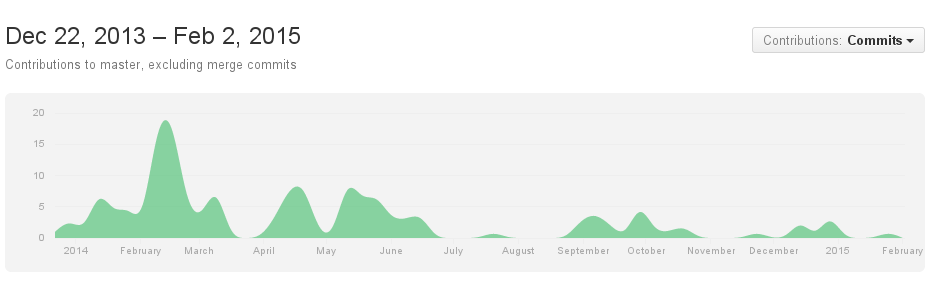 Dec 22, 2013 – Feb 2, 2015
Contributions: Commits
Contributions to master, excluding merge commits
20
15
10
5
0
2014 February March April May June July August September October November December 2015 February